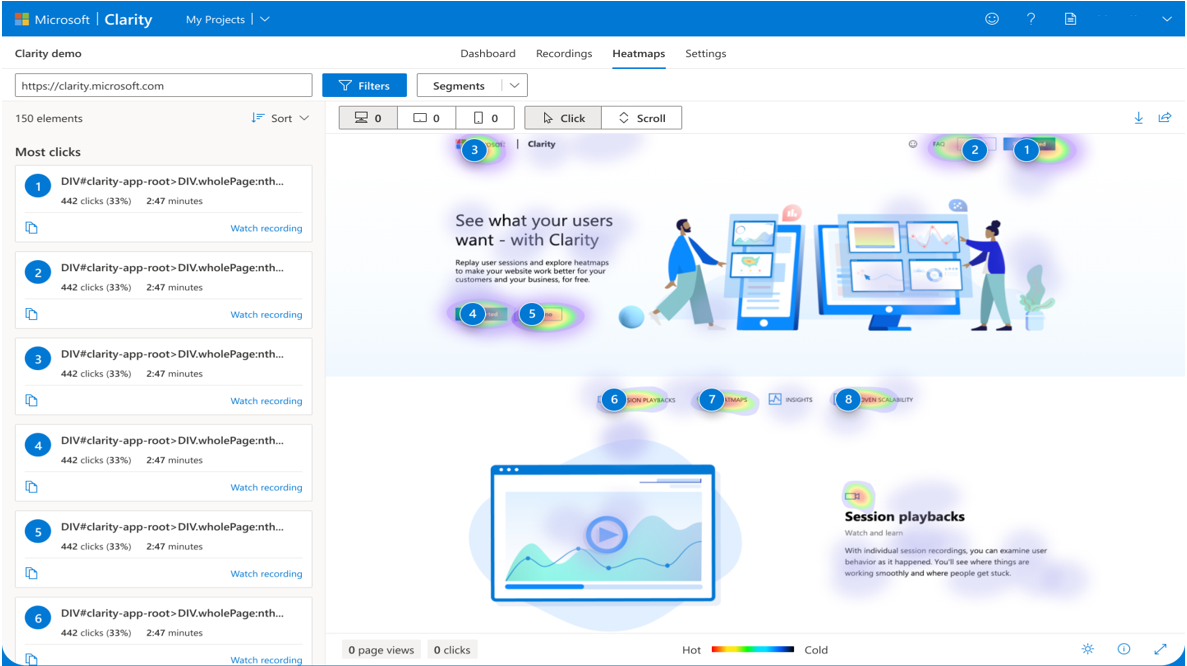 Microsoft | Clarity
My Projects
?
Clarity demo
Dashboard
Recordings
Heatmaps
Settings
https://clarity.microsoft.com
Filters
Segments
150 elements
Sort
0
0
0
Click
Scroll
Most clicks
1
DIV#clarity-app-root>DIV.wholePage:nth...
442 clicks (33%) 2:47 minutes
Watch recording
2
DIV#clarity-app-root>DIV.wholePage:nth...
442 clicks (33%) 2:47 minutes
Watch recording
3
DIV#clarity-app-root>DIV.wholePage:nth...
442 clicks (33%) 2:47 minutes
Watch recording
4
DIV#clarity-app-root>DIV.wholePage:nth...
442 clicks (33%) 2:47 minutes
Watch recording
5
DIV#clarity-app-root>DIV.wholePage:nth...
442 clicks (33%) 2:47 minutes
Watch recording
6
DIV#clarity-app-root>DIV.wholePage:nth...
442 clicks (33%) 2:47 minutes
Watch recording
3
| Clarity
FAQ
2
1
See what your users
want - with Clarity
Replay user sessions and explore heatmaps
to make your website work better for your
customers and your business, for free.
4
5
6
PLAYBACKS
7
INSIGHTS
8
SCALABILITY
Session playbacks
Watch and learn
With individual session recordings, you can examine user
behavior as it happened. You'll see where things are
working smoothly and where people get stuck.
0 page views
0 clicks
Hot
Cold